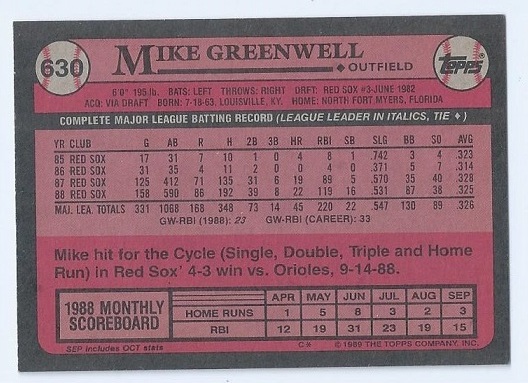 630
MIKE GREENWELL
OUTFIELD
TOPPS®
6'0" 195-lb. BATS: LEFT THROWS: RIGHT DRFT: RED SOX #3-JUNE 1982
ACQ: VIA DRAFT BORN: 7-18-63, LOUISVILLE, KY. HOME: NORTH FORT MYERS, FLORIDA
COMPLETE MAJOR LEAGUE BATTING RECORD (LEAGUE LEADER IN ITALICS, TIE ♦)
YR CLUB G AB R H 2B 3B HR RBI SB SLG BB SO AVG
85 RED SOX 17 31 7 10 1 0 4 8 1 .742 3 4 .323
86 RED SOX 31 35 4 11 2 0 0 4 0 .371 5 7 .314
87 RED SOX 125 412 71 135 31 6 19 89 5 .570 35 40 .328
88 RED SOX 158 590 86 192 39 8 22 119 16 .531 87 38 .325
MAJ. LEA. TOTALS 331 1068 168 348 73 14 45 220 22 .547 130 89 .326
GW-RBI (1988): 23 GW-RBI (CAREER): 33
Mike hit for the Cycle (Single, Double, Triple and Home
Run) in Red Sox' 4-3 win vs. Orioles, 9-14-88.
1988 MONTHLY SCOREBOARD
APR MAY JUN JUL AUG SEP
HOME RUNS 1 5 8 3 2 3
RBI 12 19 31 23 19 15
SEP includes OCT stats
C* © 1989 THE TOPPS COMPANY, INC.